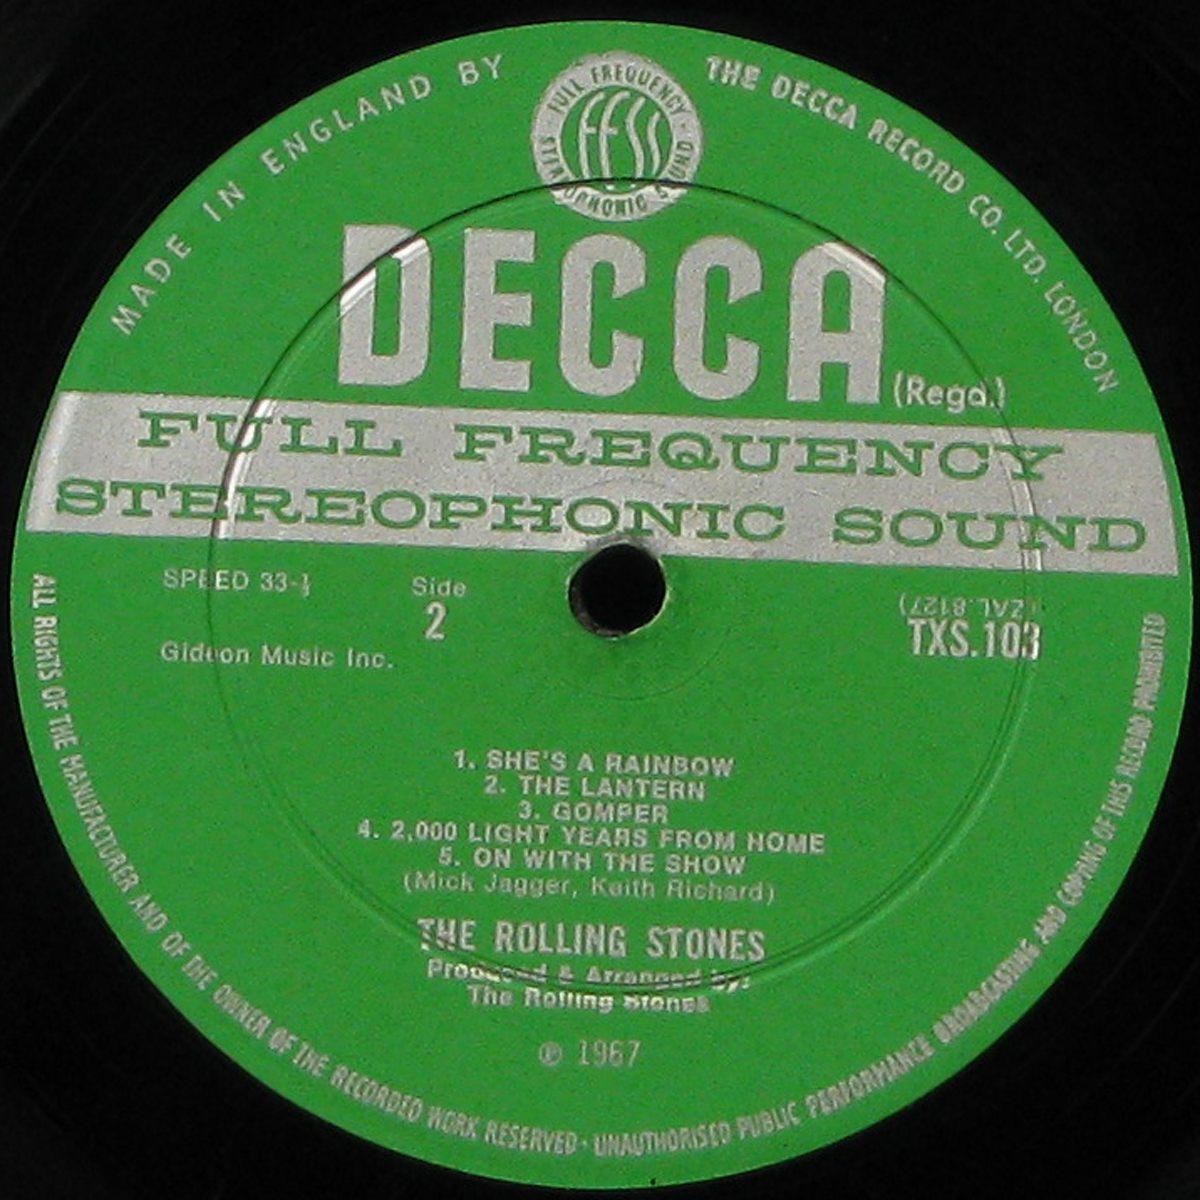 MADE IN ENGLAND BY
THE DECCA RECORD CO. LTD. LONDON
FULL FREQUENCY · STEREOPHONIC SOUND
FFSS
DECCA
(Regd.)
FULL FREQUENCY
STEREOPHONIC SOUND
SPEED 33-⅓
Side
2
(ZAL.8127)
TXS.103
Gideon Music Inc.
1. SHE'S A RAINBOW
2. THE LANTERN
3. GOMPER
4. 2,000 LIGHT YEARS FROM HOME
5. ON WITH THE SHOW
(Mick Jagger, Keith Richard)
THE ROLLING STONES
Produced & Arranged by:
The Rolling Stones
℗ 1967
ALL RIGHTS OF THE MANUFACTURER AND OF THE OWNER OF THE RECORDED WORK RESERVED · UNAUTHORISED PUBLIC PERFORMANCE BROADCASTING AND COPYING OF THIS RECORD PROHIBITED